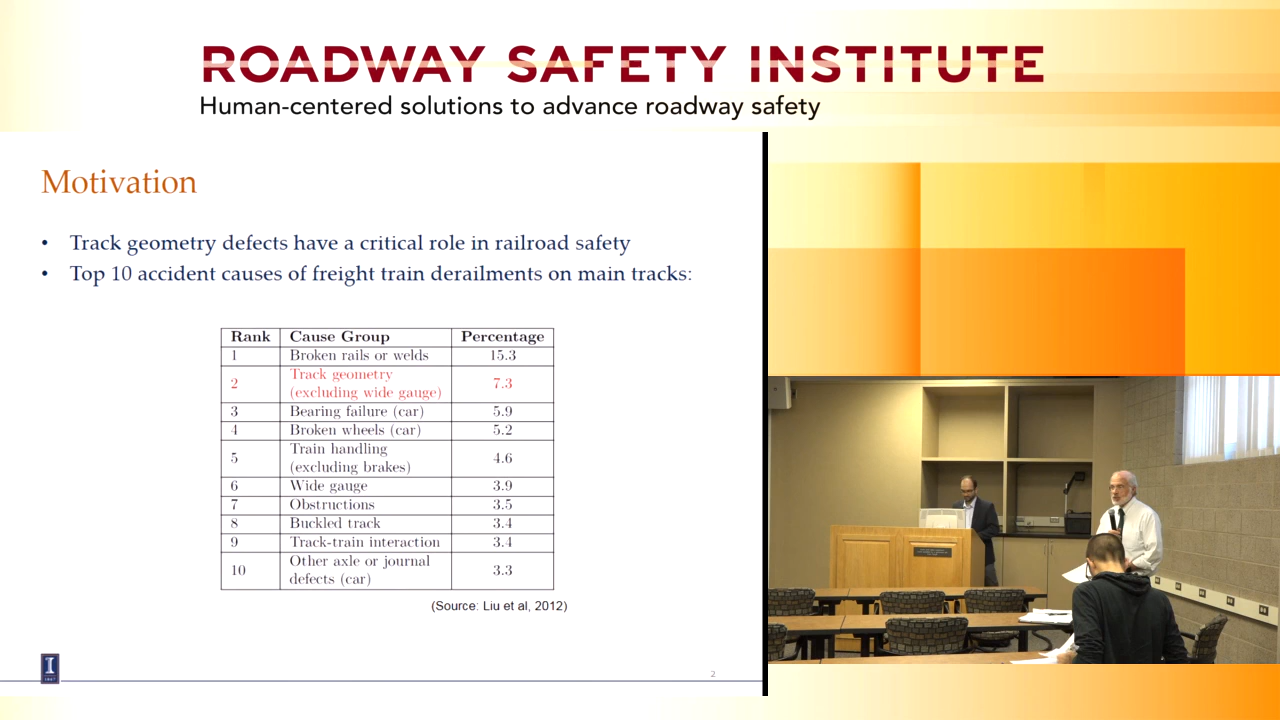 ROADWAY SAFETY INSTITUTE
Human-centered solutions to advance roadway safety
Motivation
• Track geometry defects have a critical role in railroad safety
• Top 10 accident causes of freight train derailments on main tracks:
Rank Cause Group Percentage
1 Broken rails or welds 15.3
2 Track geometry (excluding wide gauge) 7.3
3 Bearing failure (car) 5.9
4 Broken wheels (car) 5.2
5 Train handling (excluding brakes) 4.6
6 Wide gauge 3.9
7 Obstructions 3.5
8 Buckled track 3.4
9 Track-train interaction 3.4
10 Other axle or journal defects (car) 3.3
(Source: Liu et al, 2012)
I
1867
2